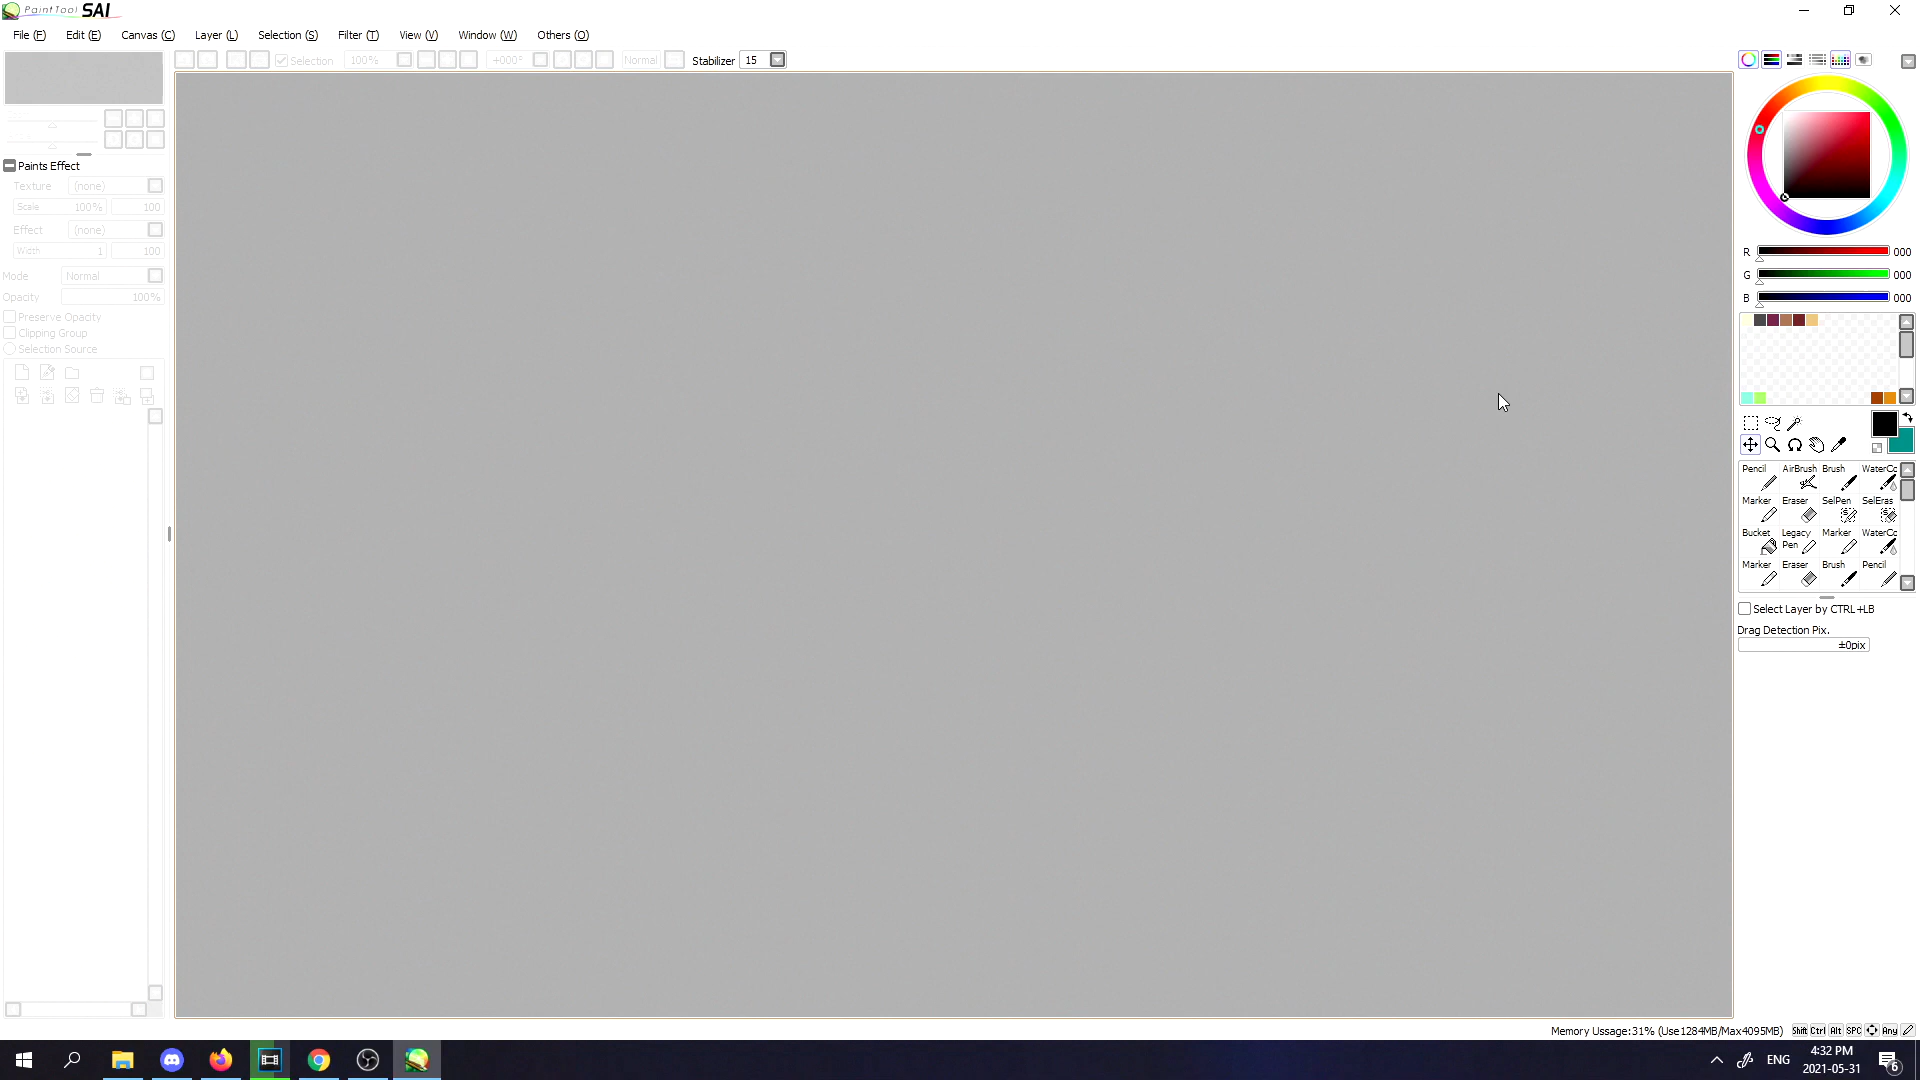 PaintTool SAI
File (F) Edit (E) Canvas (C) Layer (L) Selection (S) Filter (T) View (V) Window (W) Others (O)
Selection 100% +000° Normal Stabilizer 15
Paints Effect
Texture (none)
Scale 100% 100
Effect (none)
Width 1 100
Mode Normal
Opacity 100%
Preserve Opacity
Clipping Group
Selection Source
R 000
G 000
B 000
Pencil AirBrush Brush WaterCo
Marker Eraser SelPen SelEras
Bucket Legacy Pen Marker WaterCo
Marker Eraser Brush Pencil
Select Layer by CTRL+LB
Drag Detection Pix.
±0pix
Memory Ussage:31% (Use1284MB/Max4095MB) Shift Ctrl Alt SPC Any
ENG
4:32 PM
2021-05-31
6